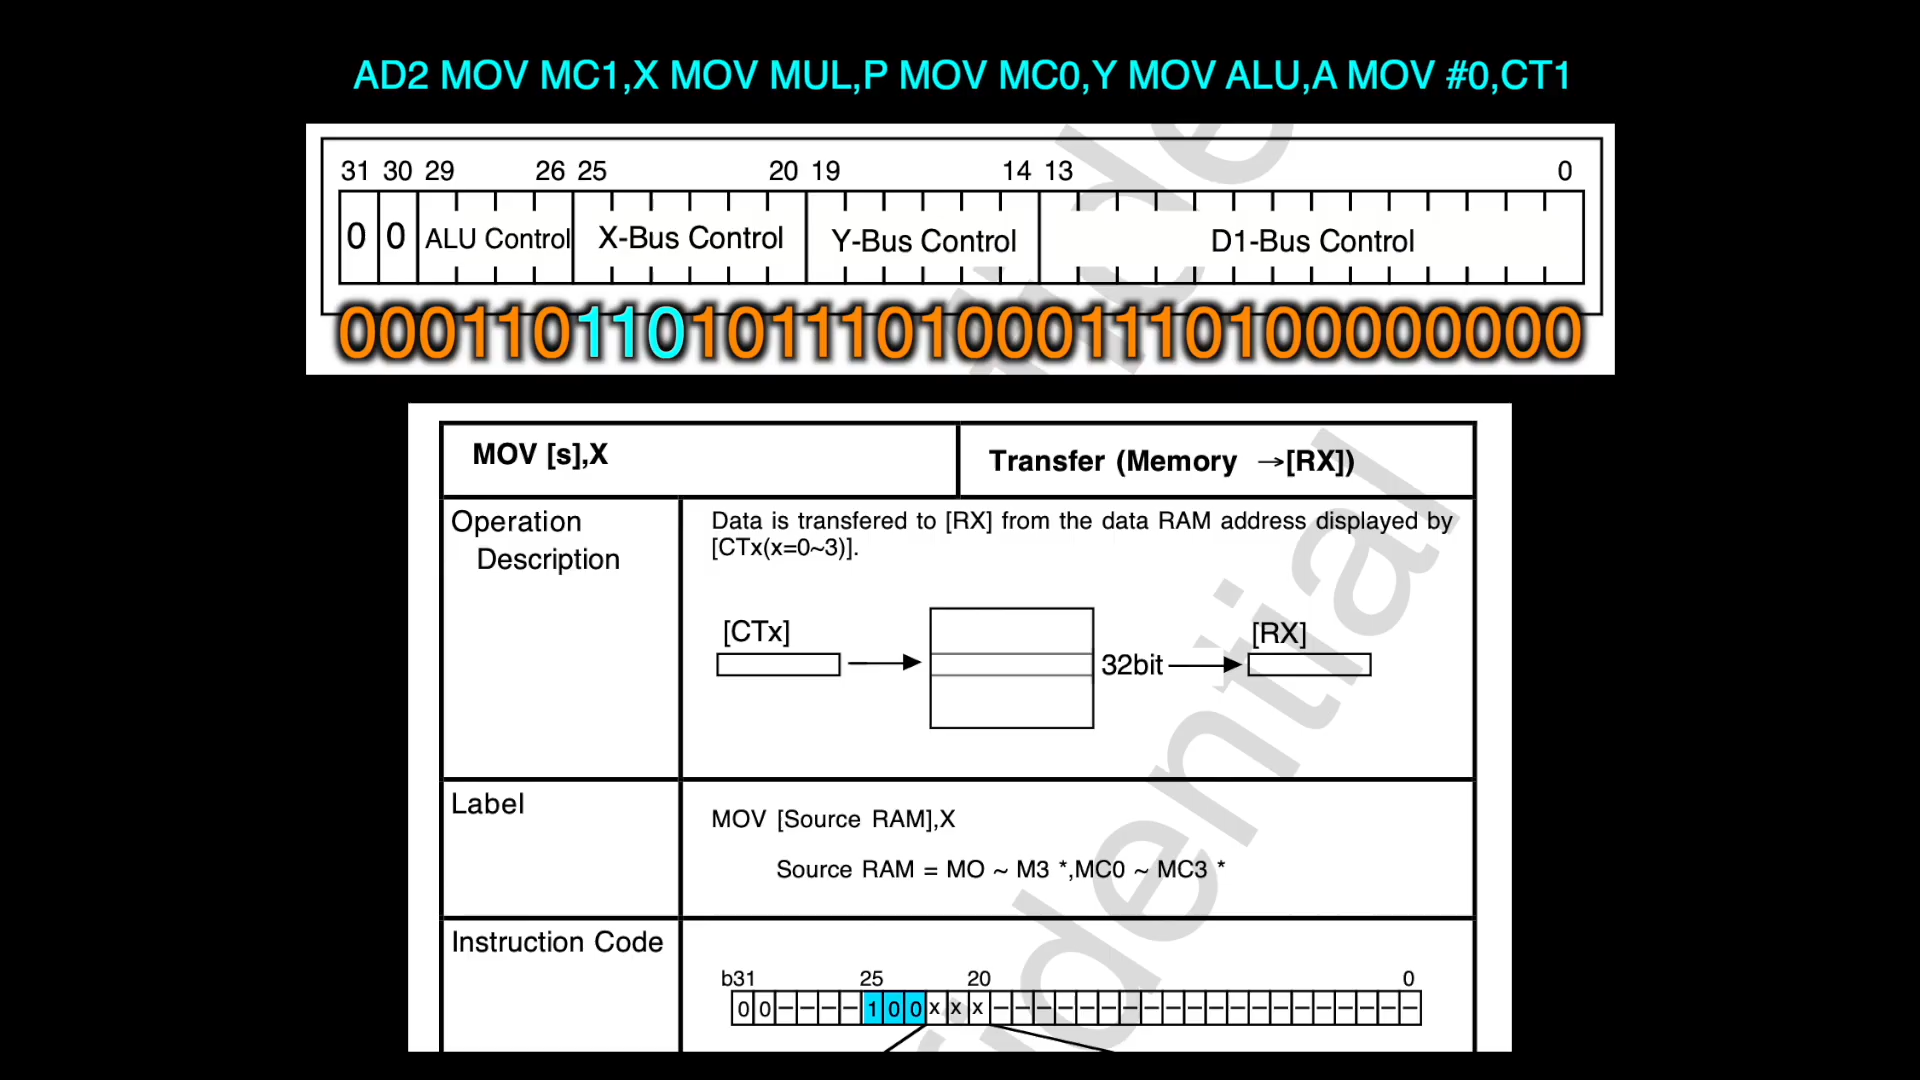 AD2 MOV MC1,X MOV MUL,P MOV MC0,Y MOV ALU,A MOV #0,CT1
31 30 29 26 25 20 19 14 13 0
0 0 ALU Control X-Bus Control Y-Bus Control D1-Bus Control
00011011010111010001110100000000
MOV [s],X Transfer (Memory →[RX])
Operation
Description
Data is transfered to [RX] from the data RAM address displayed by
[CTx(x=0~3)].
[CTx] [RX]
32bit
Label
MOV [Source RAM],X
Source RAM = MO ~ M3 *,MC0 ~ MC3 *
Instruction Code
b31 25 20 0
0 0 – – – – 1 0 0 x x x – – – – – – – – – – – – – – – – – – – –